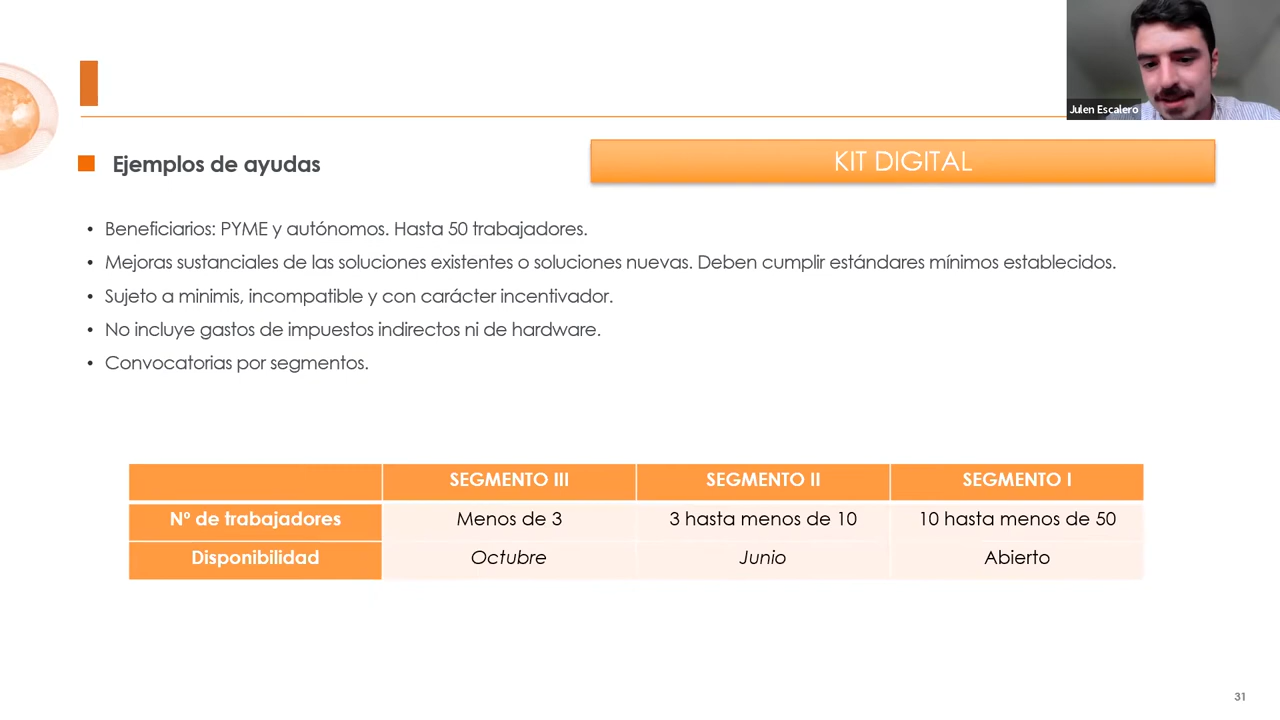 Julen Escalero
Ejemplos de ayudas
KIT DIGITAL
• Beneficiarios: PYME y autónomos. Hasta 50 trabajadores.
• Mejoras sustanciales de las soluciones existentes o soluciones nuevas. Deben cumplir estándares mínimos establecidos.
• Sujeto a minimis, incompatible y con carácter incentivador.
• No incluye gastos de impuestos indirectos ni de hardware.
• Convocatorias por segmentos.
SEGMENTO III SEGMENTO II SEGMENTO I
Nº de trabajadores Menos de 3 3 hasta menos de 10 10 hasta menos de 50
Disponibilidad Octubre Junio Abierto
31